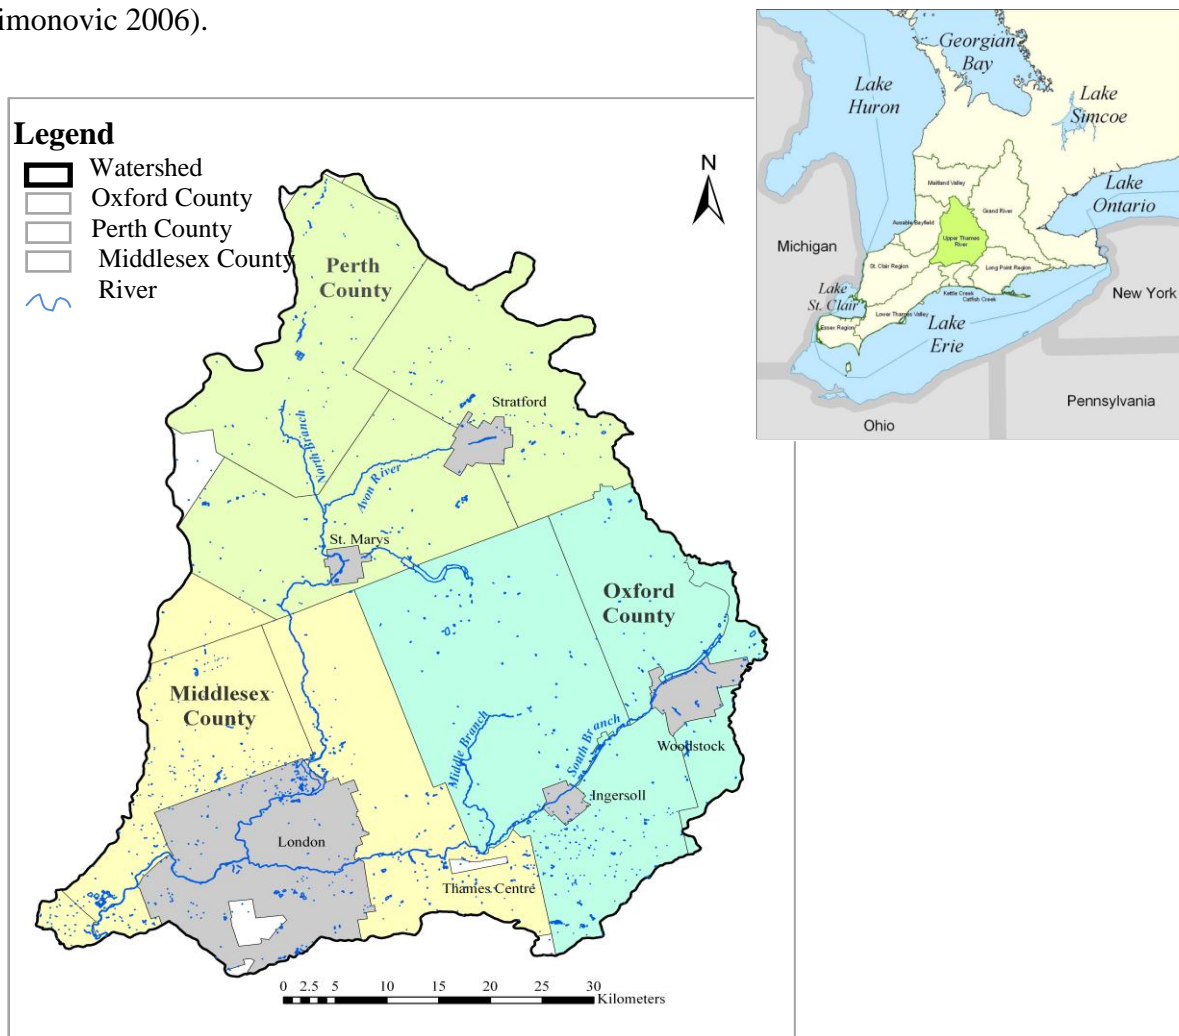 imonovic 2006).
Legend
Watershed
Oxford County
Perth County
Middlesex County
River
N
Perth
County
Stratford
North Branch
Avon River
St. Marys
Oxford
County
Middlesex
County
Middle Branch
South Branch
Woodstock
Ingersoll
London
Thames Centre
0 2.5 5 10 15 20 25 30
Kilometers
Georgian
Bay
Lake
Huron
Lake
Simcoe
Lake
Ontario
Maitland Valley
Grand River
Ausable Bayfield
Upper Thames
River
Michigan
St. Clair Region
Long Point Region
Lake
St. Clair
Kettle Creek
Catfish Creek
New York
Lower Thames Valley
Essex Region
Lake
Erie
Pennsylvania
Ohio